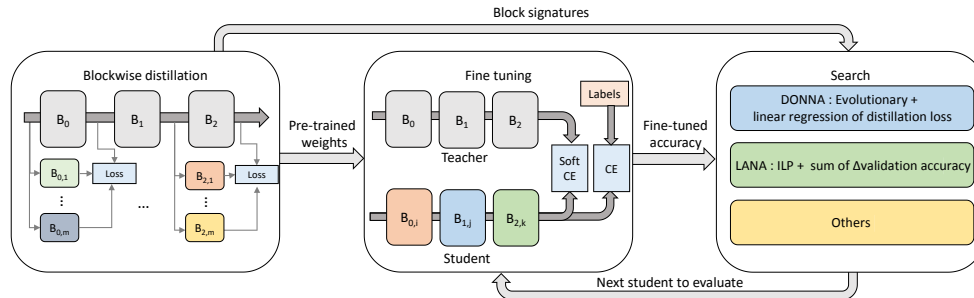 Block signatures
Blockwise distillation
B0
B1
B2
B0,1
Loss
B2,1
Loss
⋮
...
⋮
B0,m
B2,m
Pre-trained
weights
Fine tuning
Labels
B0
B1
B2
Teacher
Soft
CE
CE
B0,i
B1,j
B2,k
Student
Fine-tuned
accuracy
Search
DONNA : Evolutionary +
linear regression of distillation loss
LANA : ILP + sum of Δvalidation accuracy
Others
Next student to evaluate